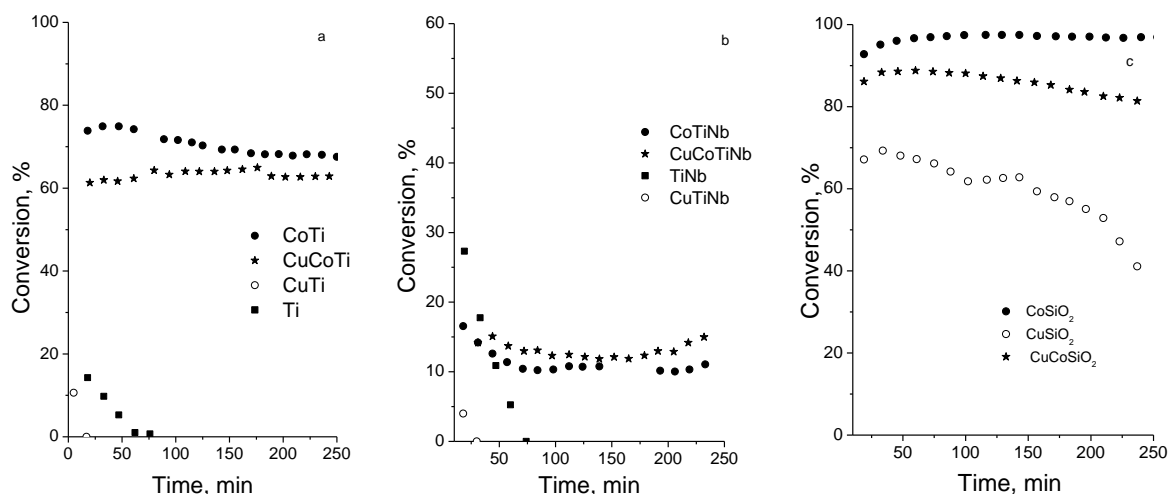 a
100
80
60
40
20
0
Conversion, %
CoTi
CuCoTi
CuTi
Ti
0 50 100 150 200 250
Time, min
b
60
50
40
30
20
10
0
Conversion, %
CoTiNb
CuCoTiNb
TiNb
CuTiNb
0 50 100 150 200 250
Time, min
c
100
80
60
40
20
0
Conversion, %
CoSiO2
CuSiO2
CuCoSiO2
50 100 150 200 250
Time, min